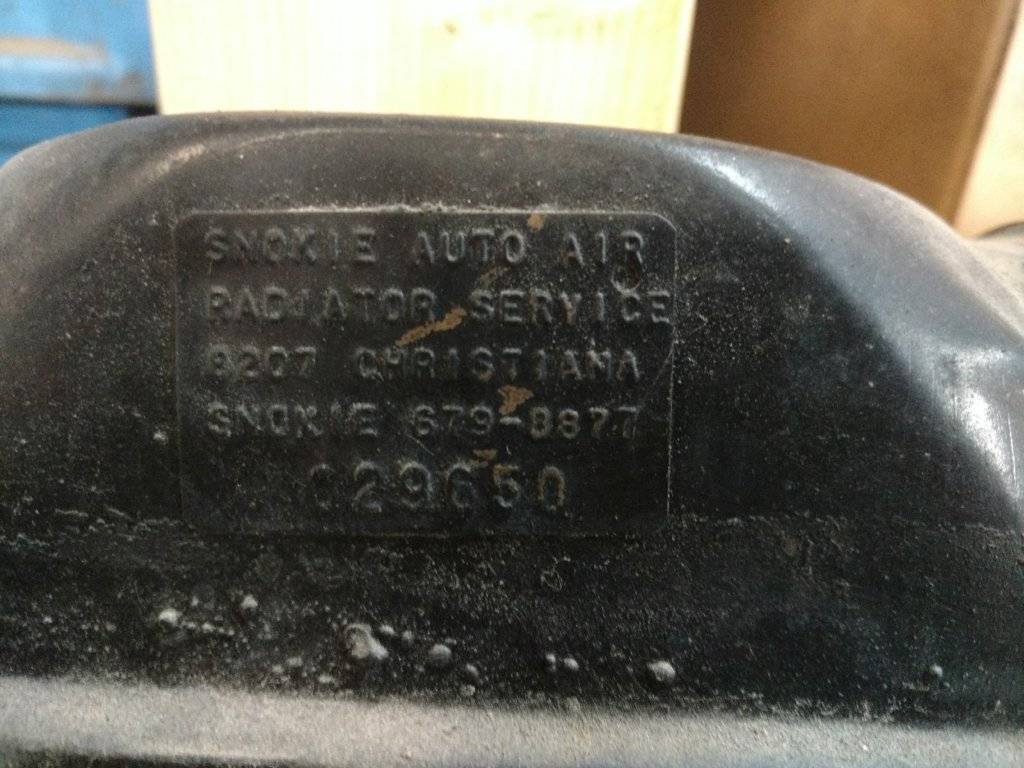 SKOKIE AUTO AIR
RADIATOR SERVICE
8207 CHRISTIANA
SKOKIE 679-8877
029650